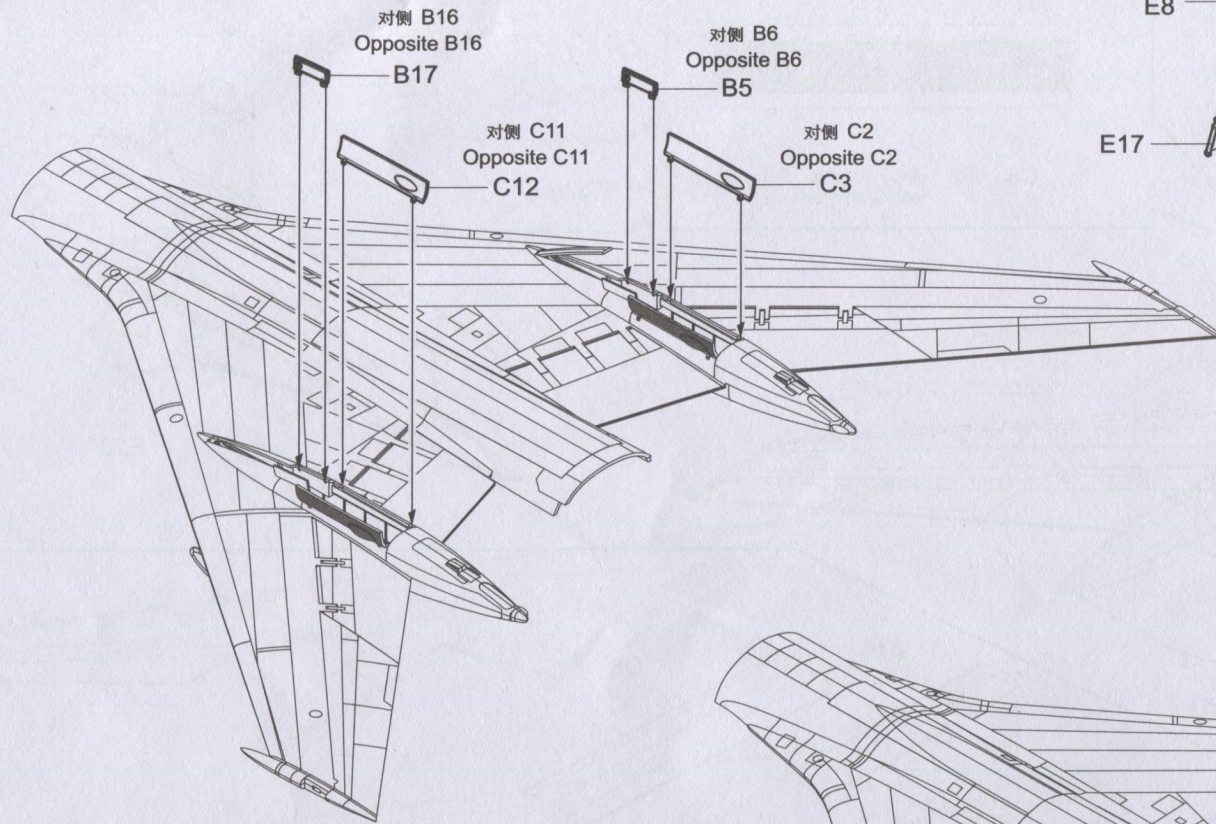 对侧 B16
Opposite B16
B17
对侧 B6
Opposite B6
B5
E8
对侧 C11
Opposite C11
C12
对侧 C2
Opposite C2
C3
E17